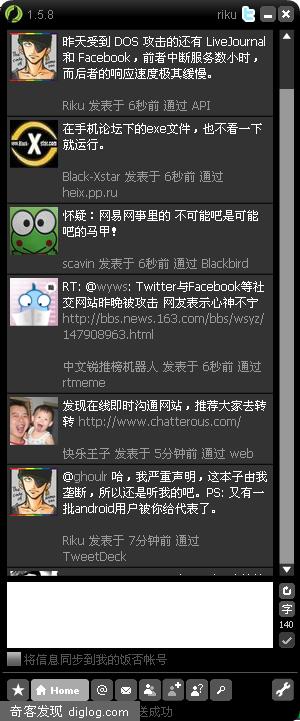 1.5.8
riku
昨天受到 DOS 攻击的还有 LiveJournal
和 Facebook，前者中断服务数小时，
而后者的响应速度极其缓慢。
Riku 发表于 6秒前 通过 API
在手机论坛下的exe文件，也不看一下
就运行。
Black-Xstar 发表于 6秒前 通过
heix.pp.ru
怀疑：网易网事里的 不可能吧是可能
吧的马甲！
scavin 发表于 6秒前 通过 Blackbird
RT: @wyws: Twitter与Facebook等社
交网站昨晚被攻击 网友表示心神不宁
http://bbs.news.163.com/bbs/wsyz/
147908963.html
中文锐推榜机器人 发表于 6秒前 通过
rtmeme
发现在线即时沟通网站，推荐大家去转
转 http://www.chatterous.com/
快乐王子 发表于 5分钟前 通过 web
@ghoulr 哈，我严重声明，这本子由我
垄断，所以还是听我的吧。PS: 又有一
批android用户被你给代表了。
Riku 发表于 7分钟前 通过
TweetDeck
字
140
将信息同步到我的饭否帐号
Home
奇客发现 diglog.com
送成功